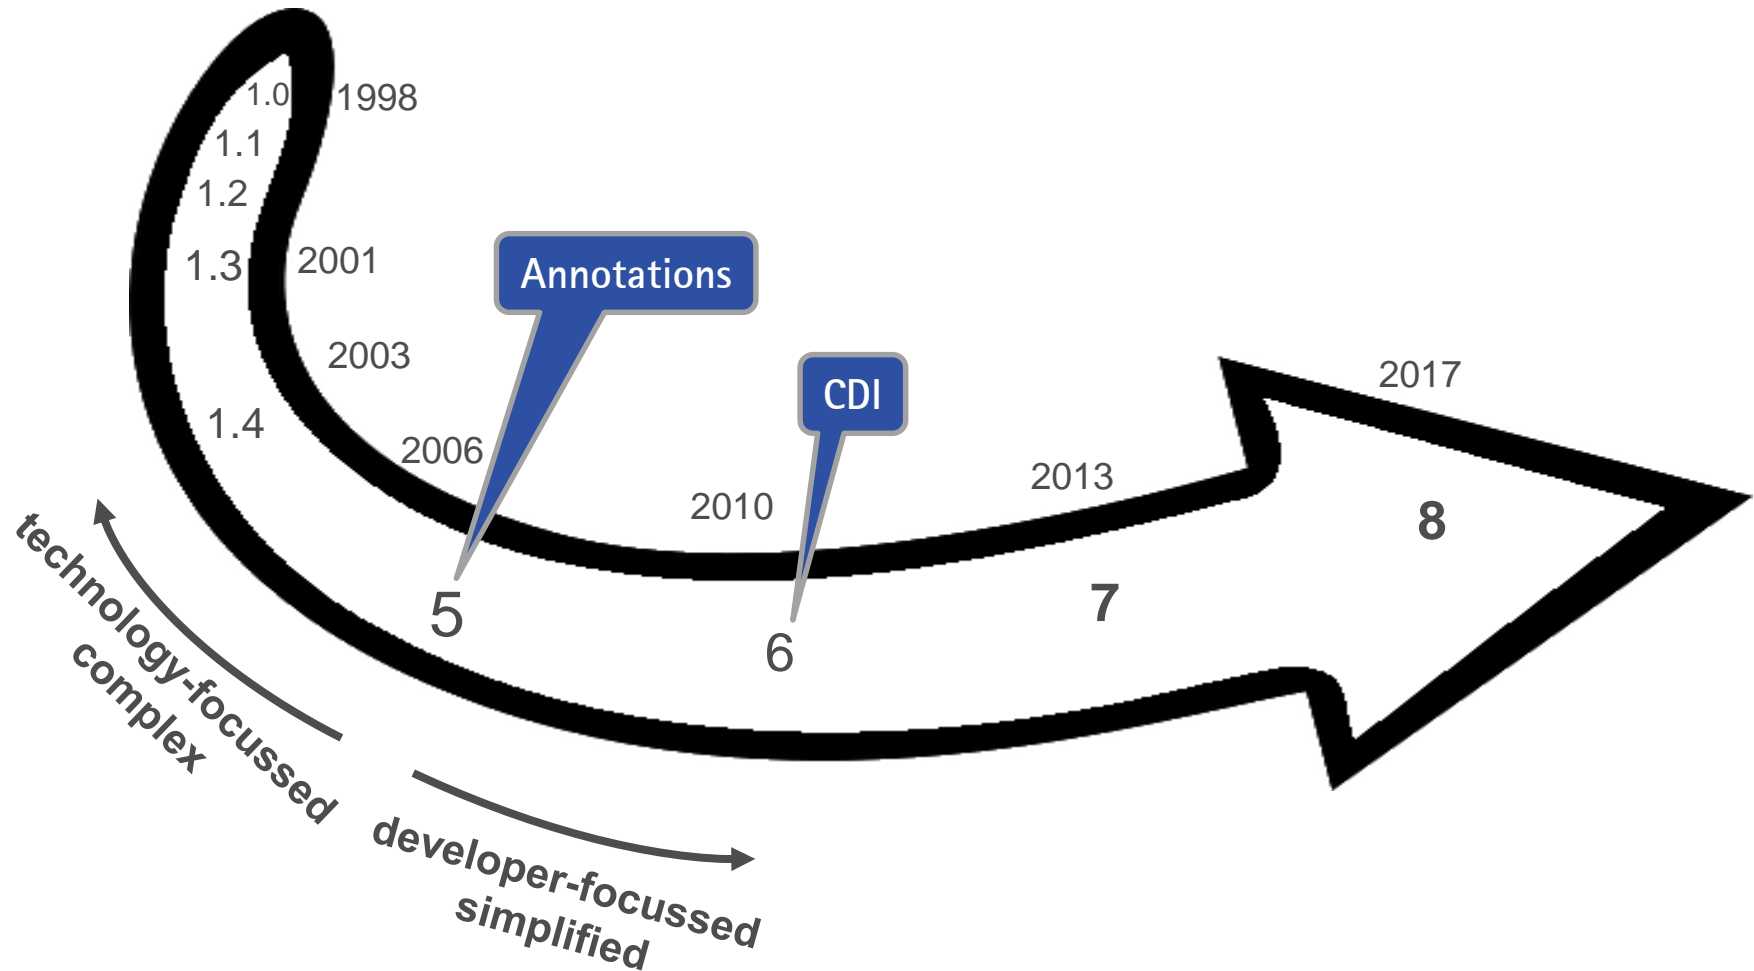 1.0
1998
1.1
1.2
1.3
2001
Annotations
2003
CDI
2017
1.4
2006
2010
2013
8
5
6
7
technology-focussed
complex
developer-focussed
simplified